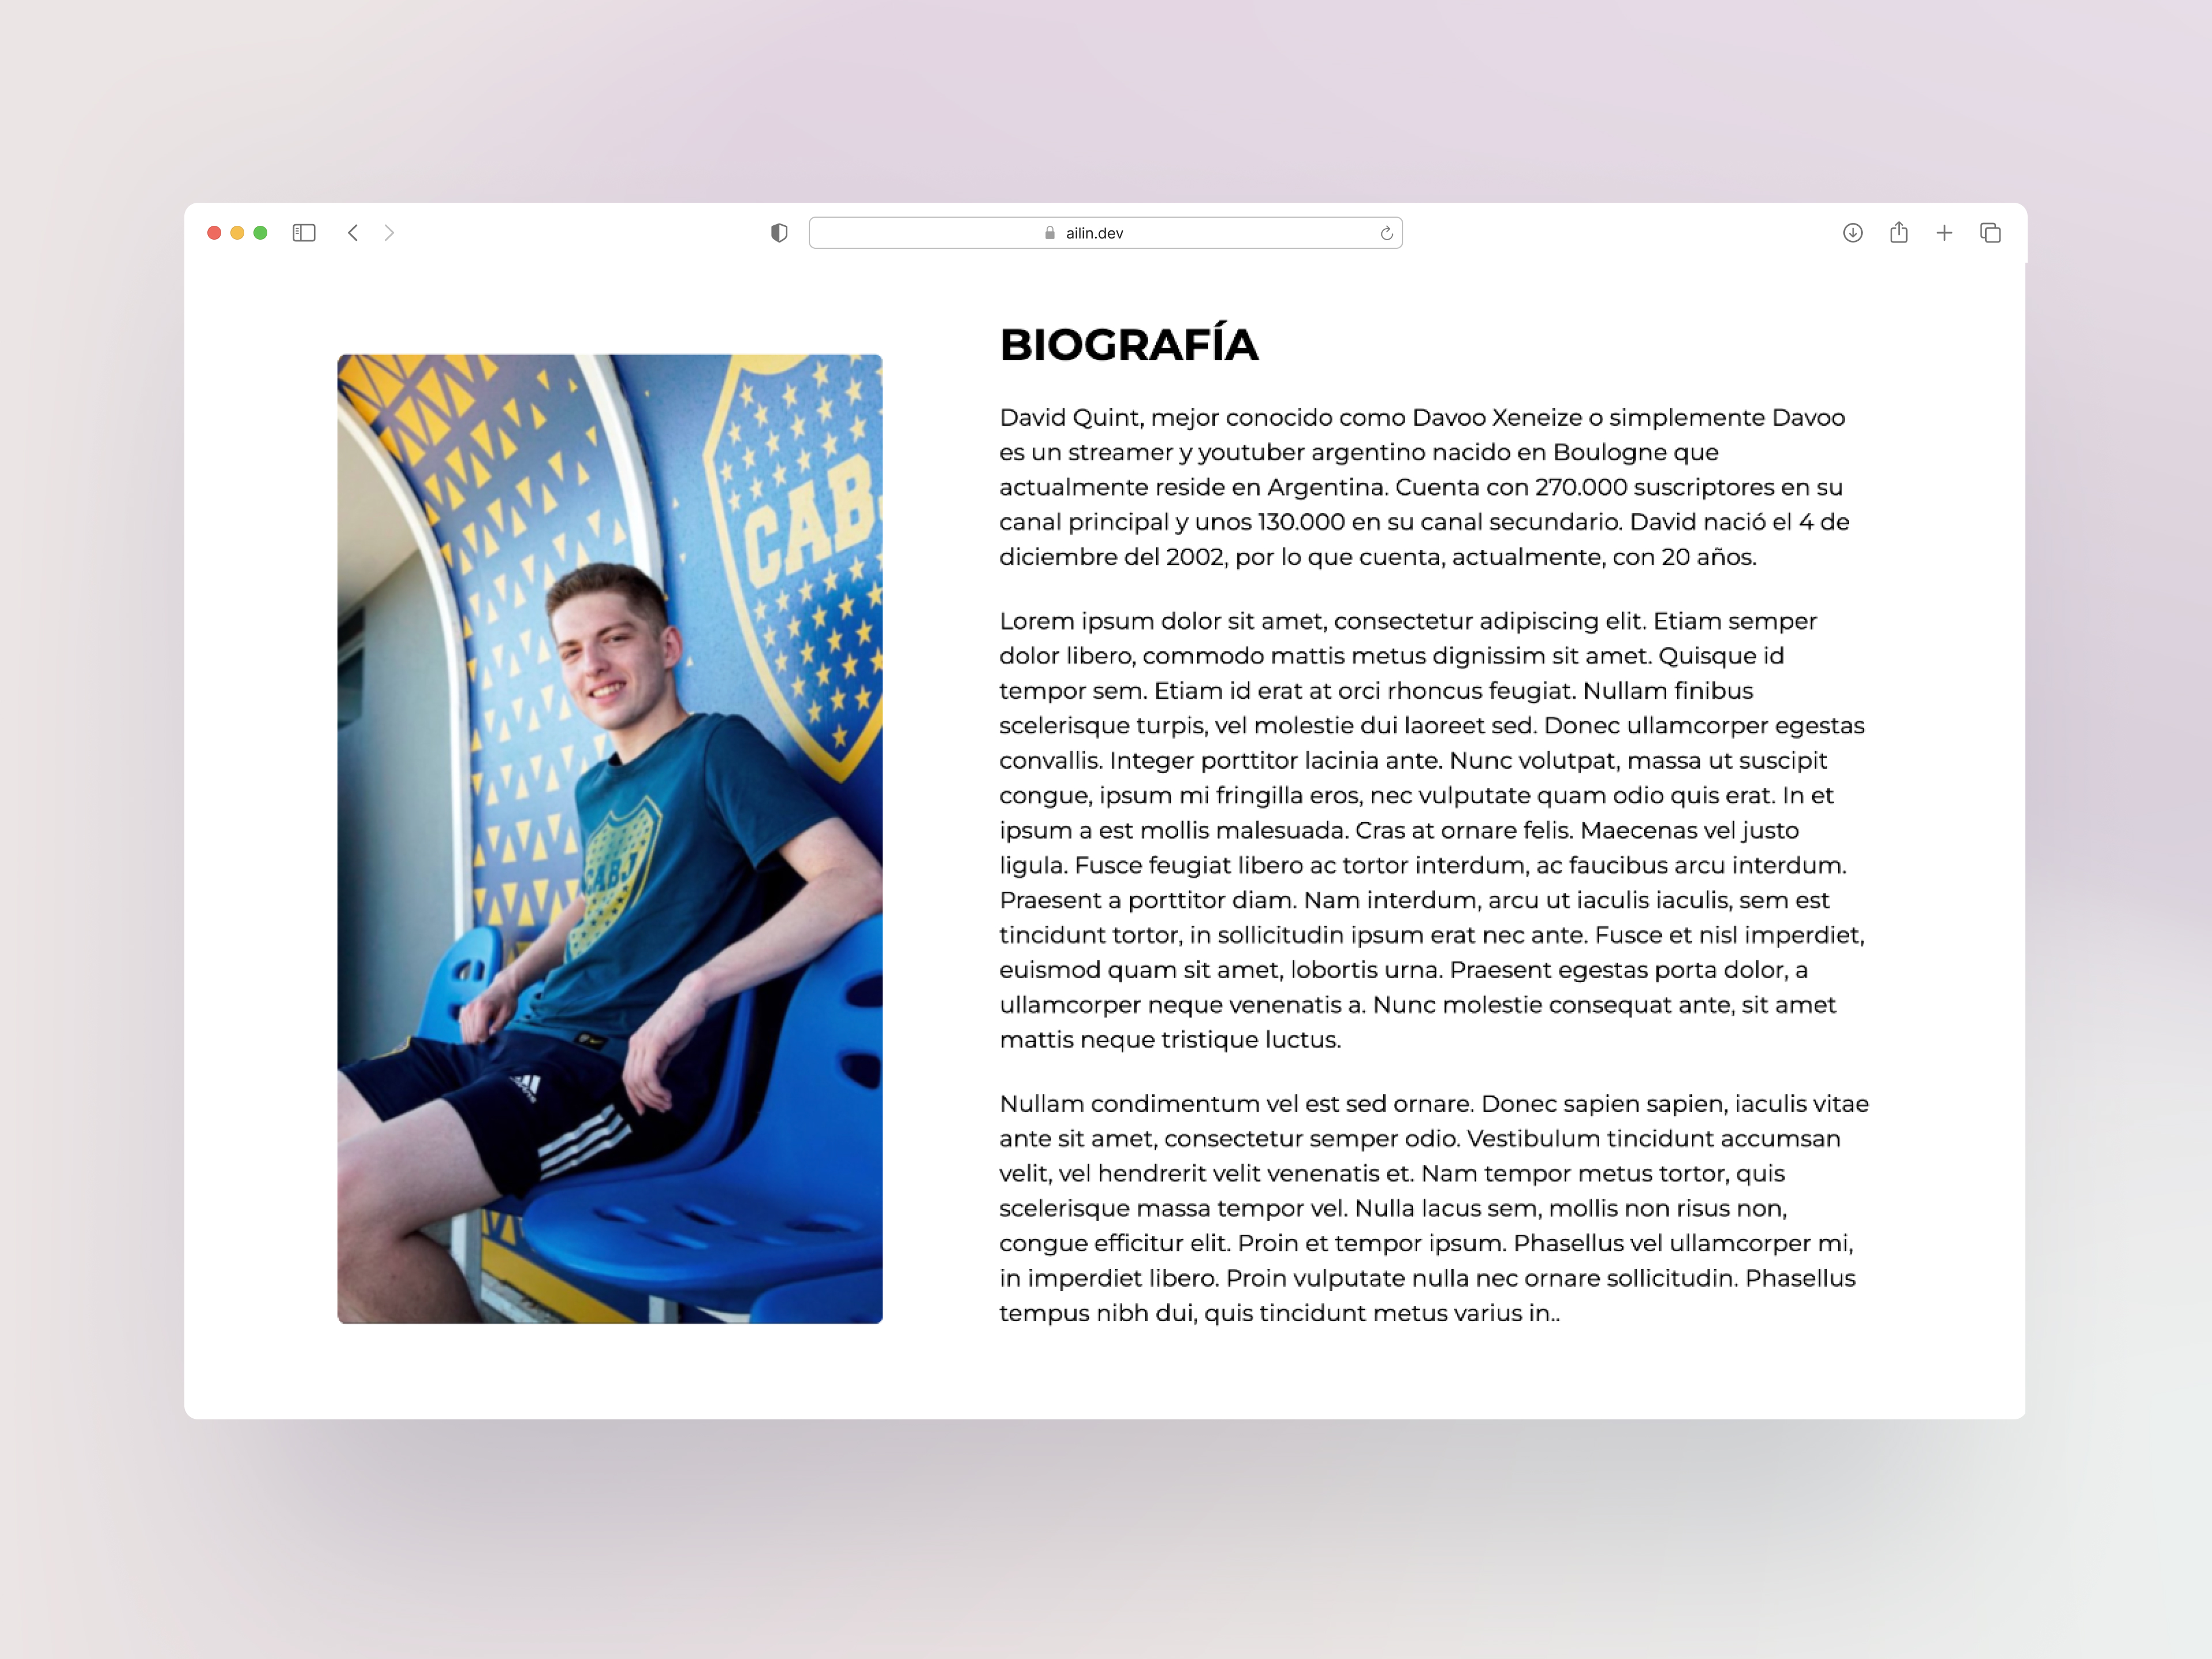 ailin.dev
BIOGRAFÍA
David Quint, mejor conocido como Davoo Xeneize o simplemente Davoo
es un streamer y youtuber argentino nacido en Boulogne que
actualmente reside en Argentina. Cuenta con 270.000 suscriptores en su
canal principal y unos 130.000 en su canal secundario. David nació el 4 de
diciembre del 2002, por lo que cuenta, actualmente, con 20 años.
Lorem ipsum dolor sit amet, consectetur adipiscing elit. Etiam semper
dolor libero, commodo mattis metus dignissim sit amet. Quisque id
tempor sem. Etiam id erat at orci rhoncus feugiat. Nullam finibus
scelerisque turpis, vel molestie dui laoreet sed. Donec ullamcorper egestas
convallis. Integer porttitor lacinia ante. Nunc volutpat, massa ut suscipit
congue, ipsum mi fringilla eros, nec vulputate quam odio quis erat. In et
ipsum a est mollis malesuada. Cras at ornare felis. Maecenas vel justo
ligula. Fusce feugiat libero ac tortor interdum, ac faucibus arcu interdum.
Praesent a porttitor diam. Nam interdum, arcu ut iaculis iaculis, sem est
tincidunt tortor, in sollicitudin ipsum erat nec ante. Fusce et nisl imperdiet,
euismod quam sit amet, lobortis urna. Praesent egestas porta dolor, a
ullamcorper neque venenatis a. Nunc molestie consequat ante, sit amet
mattis neque tristique luctus.
Nullam condimentum vel est sed ornare. Donec sapien sapien, iaculis vitae
ante sit amet, consectetur semper odio. Vestibulum tincidunt accumsan
velit, vel hendrerit velit venenatis et. Nam tempor metus tortor, quis
scelerisque massa tempor vel. Nulla lacus sem, mollis non risus non,
congue efficitur elit. Proin et tempor ipsum. Phasellus vel ullamcorper mi,
in imperdiet libero. Proin vulputate nulla nec ornare sollicitudin. Phasellus
tempus nibh dui, quis tincidunt metus varius in..
CABJ
CABJ
adidas